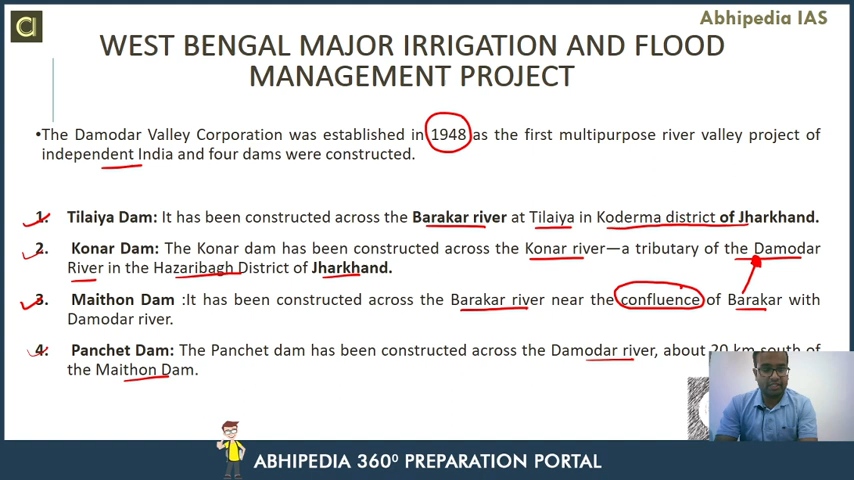 Abhipedia IAS
WEST BENGAL MAJOR IRRIGATION AND FLOOD
MANAGEMENT PROJECT
•The Damodar Valley Corporation was established in 1948 as the first multipurpose river valley project of
independent India and four dams were constructed.
1. Tilaiya Dam: It has been constructed across the Barakar river at Tilaiya in Koderma district of Jharkhand.
2. Konar Dam: The Konar dam has been constructed across the Konar river—a tributary of the Damodar
River in the Hazaribagh District of Jharkhand.
3. Maithon Dam :It has been constructed across the Barakar river near the confluence of Barakar with
Damodar river.
4. Panchet Dam: The Panchet dam has been constructed across the Damodar river, about 20 km south of
the Maithon Dam.
ABHIPEDIA 360⁰ PREPARATION PORTAL